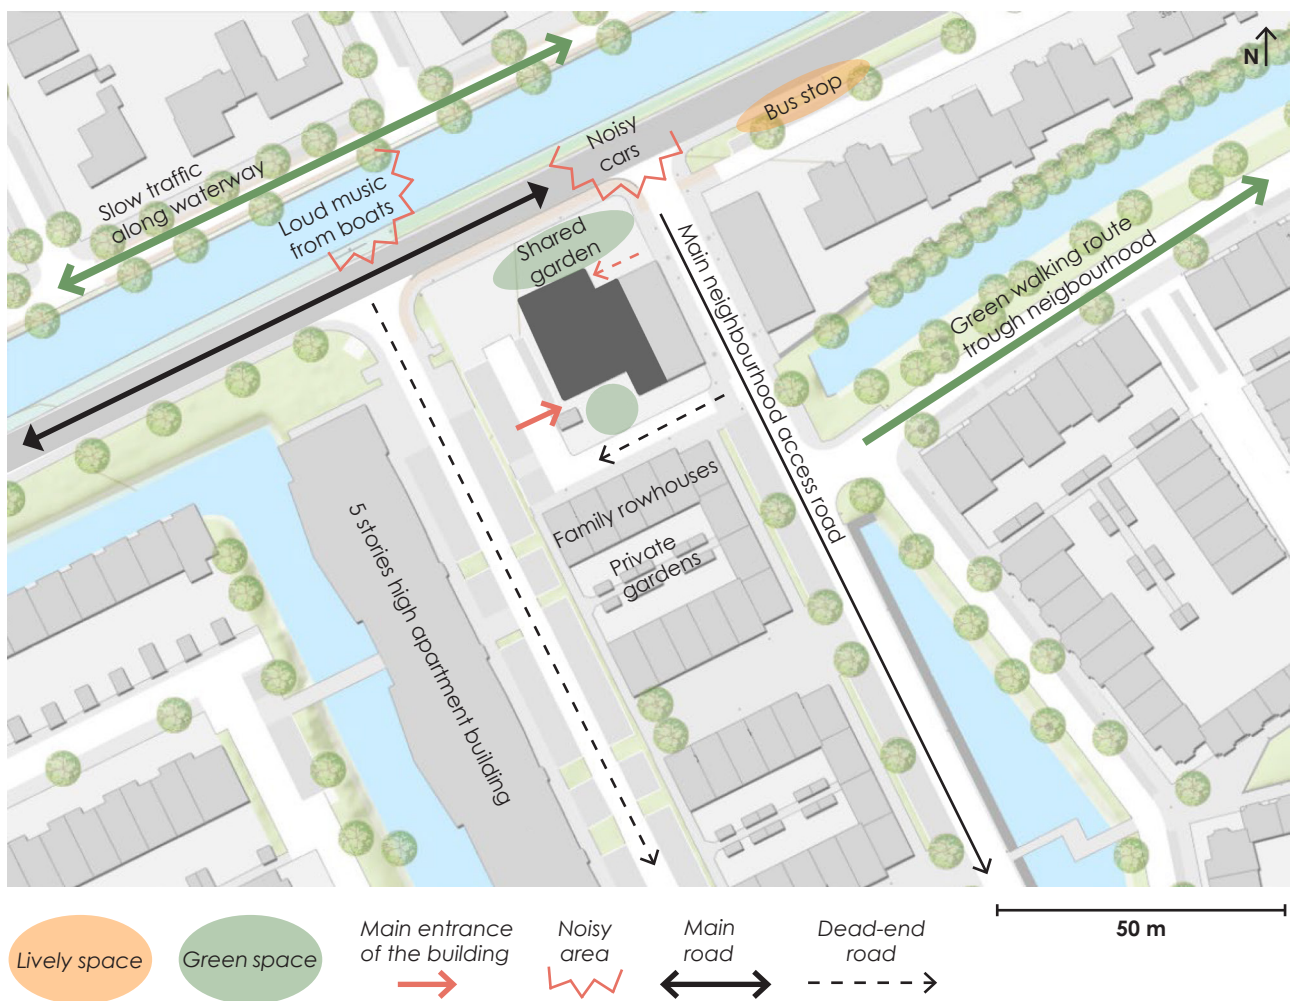 N
Bus stop
Noisy
cars
Slow traffic
along waterway
Loud music
from boats
Shared
garden
Main neighbourhood access road
Green walking route
trough neigbourhood
Family rowhouses
Private
gardens
5 stories high apartment building
50 m
Lively space
Green space
Main entrance
of the building
Noisy
area
Main
road
Dead-end
road